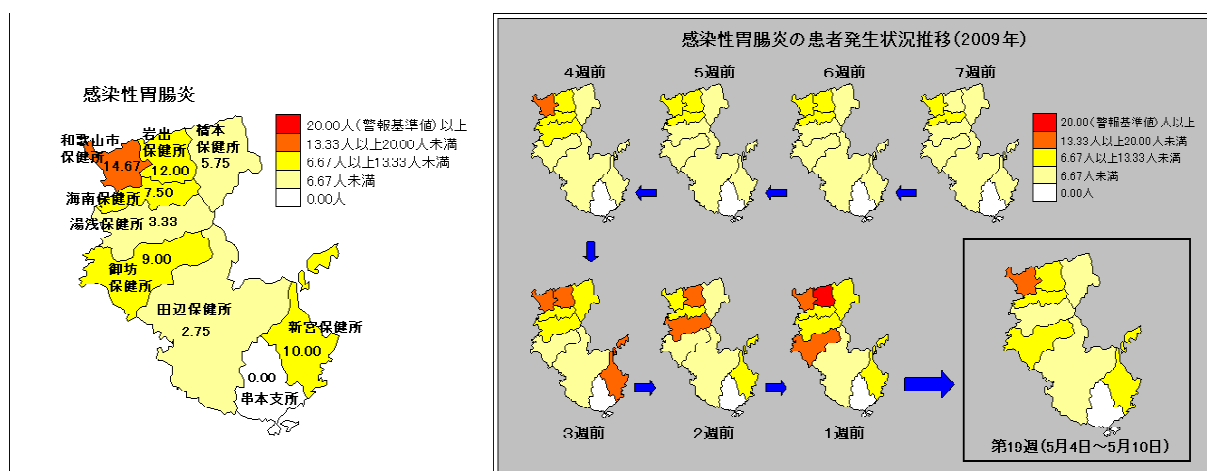 感染性胃腸炎
和歌山市
保健所
14.67
岩出
保健所
12.00
橋本
保健所
5.75
7.50
海南保健所
湯浅保健所
3.33
9.00
御坊
保健所
田辺保健所
2.75
新宮保健所
10.00
0.00
串本支所
20.00人(警報基準値)以上
13.33人以上20.00人未満
6.67人以上13.33人未満
6.67人未満
0.00人
感染性胃腸炎の患者発生状況推移(2009年)
4週前
5週前
6週前
7週前
20.00(警報基準値)人以上
13.33人以上20.00人未満
6.67人以上13.33人未満
6.67人未満
0.00人
3週前
2週前
1週前
第19週(5月4日~5月10日)